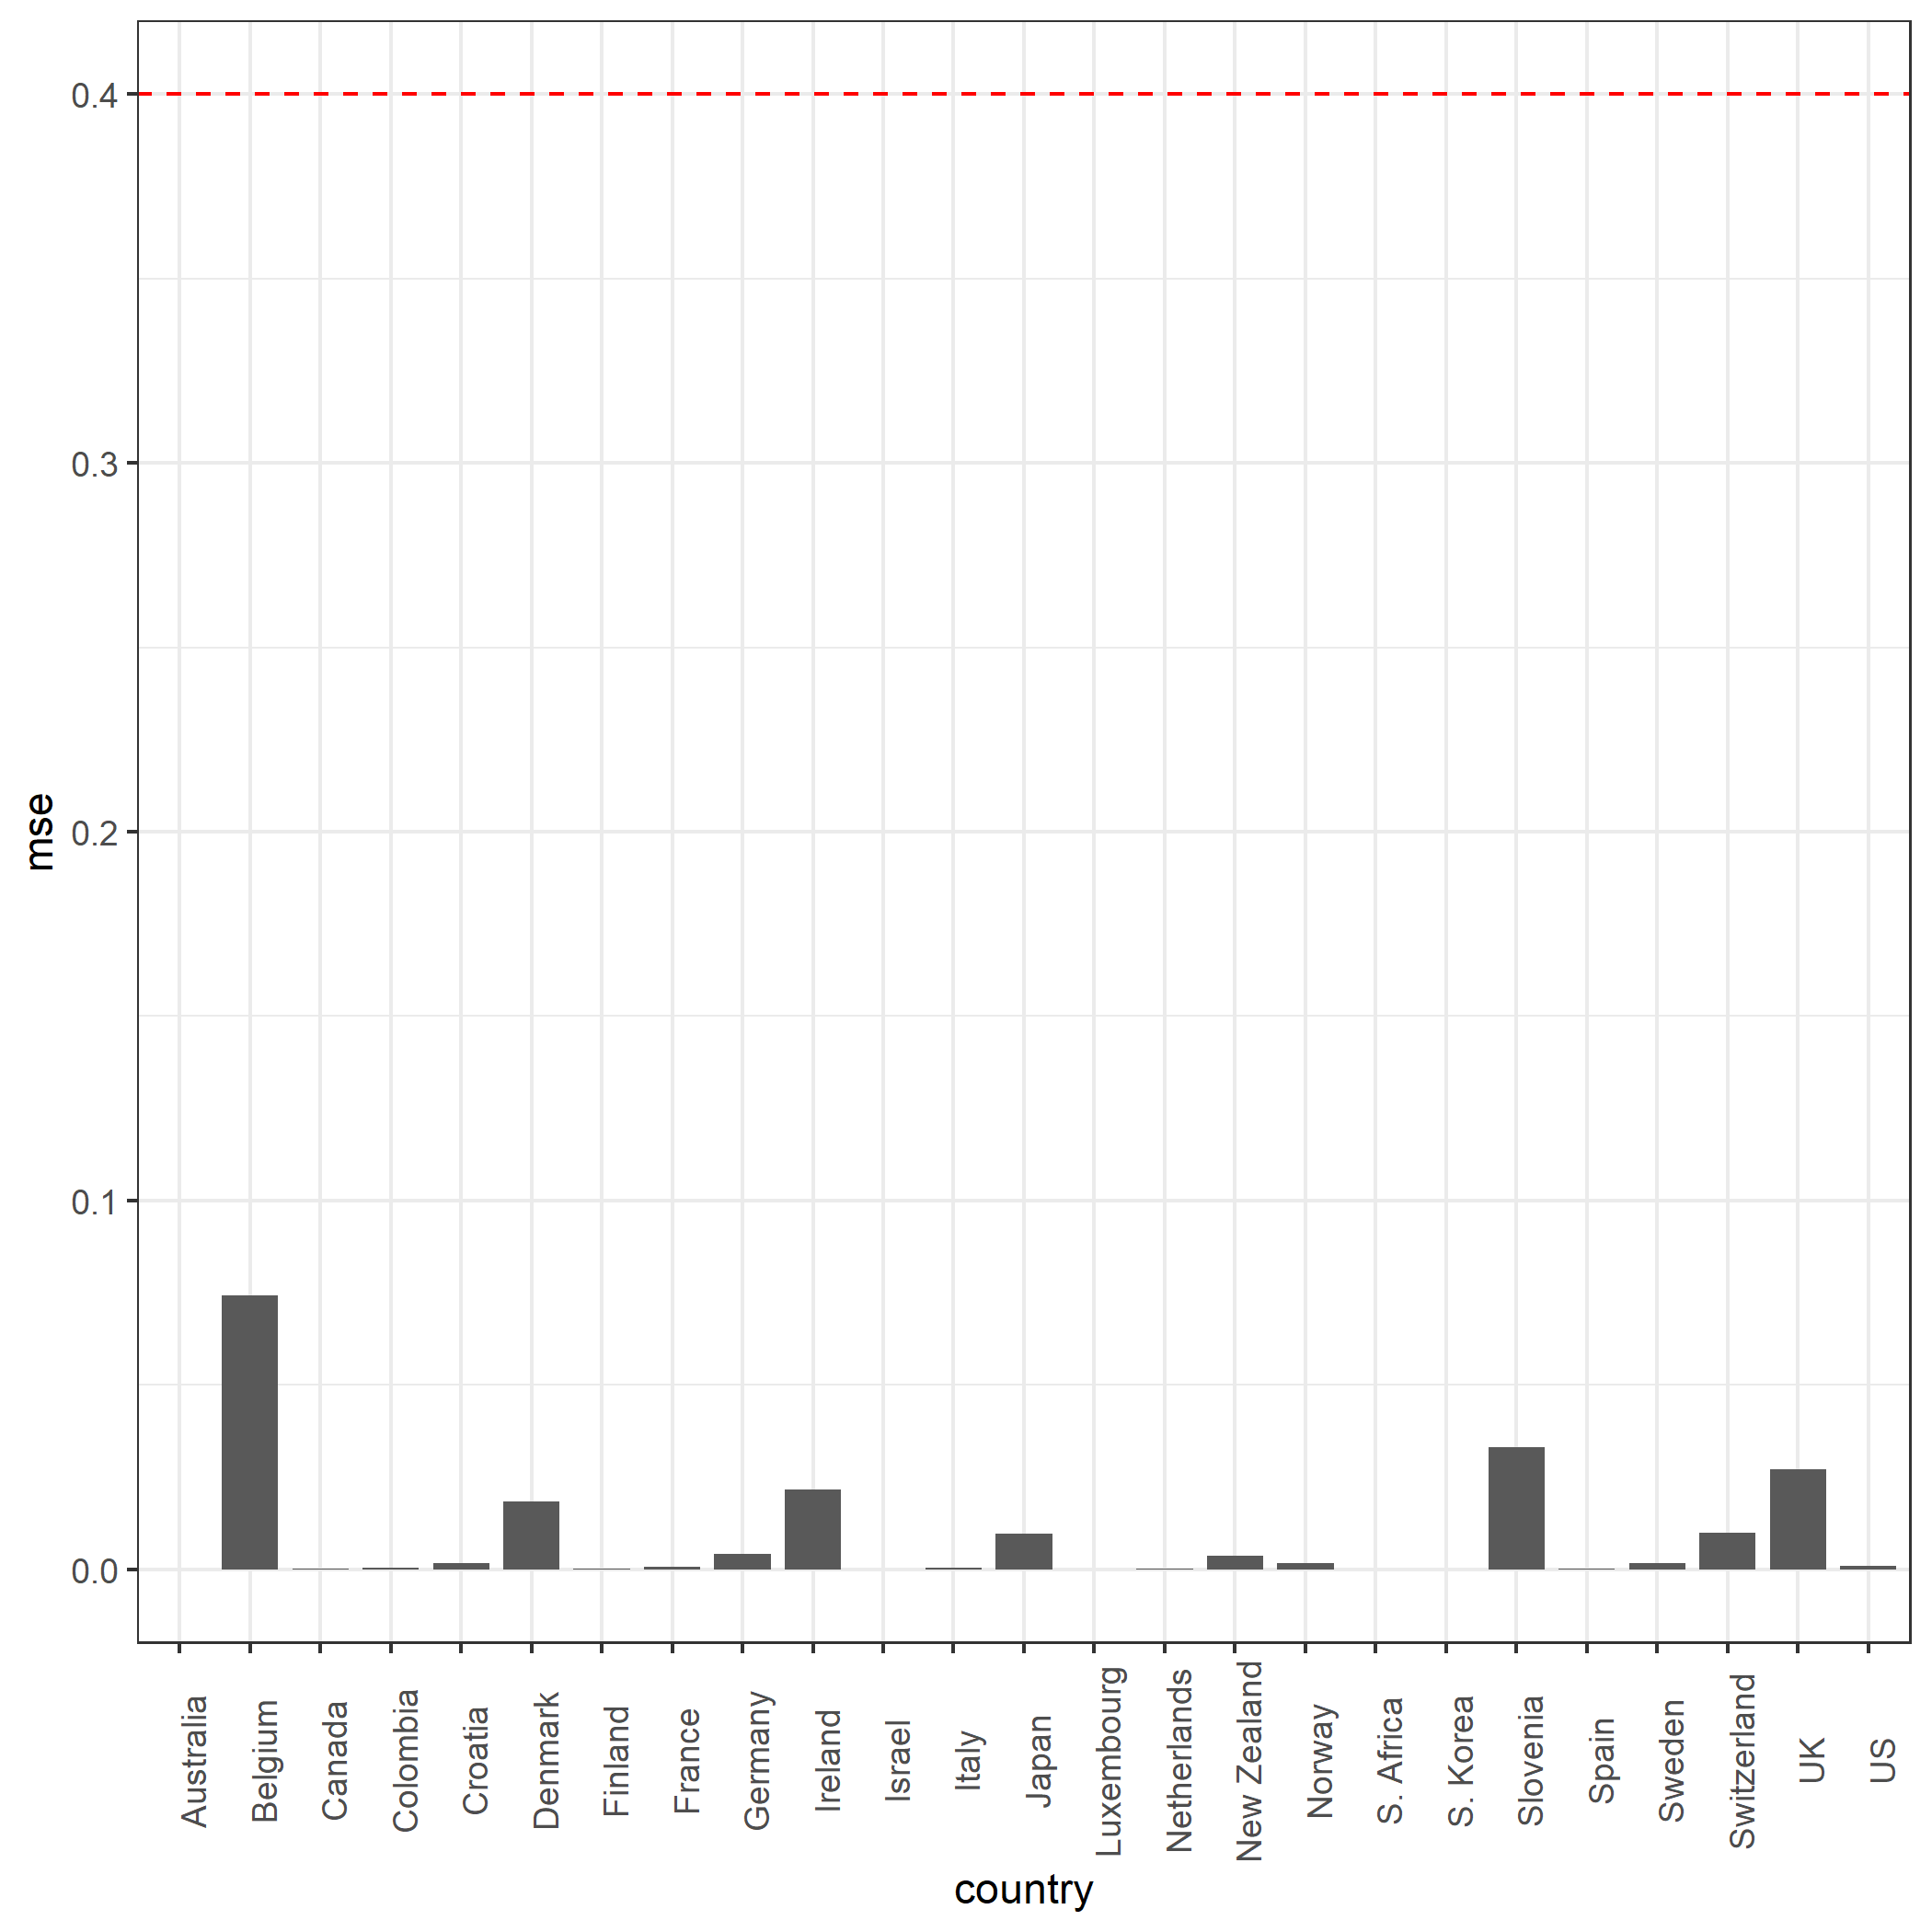 0.4
0.3
0.2
0.1
0.0
mse
Australia
Belgium
Canada
Colombia
Croatia
Denmark
Finland
France
Germany
Ireland
Israel
Italy
Japan
Luxembourg
Netherlands
New Zealand
Norway
S. Africa
S. Korea
Slovenia
Spain
Sweden
Switzerland
UK
US
country